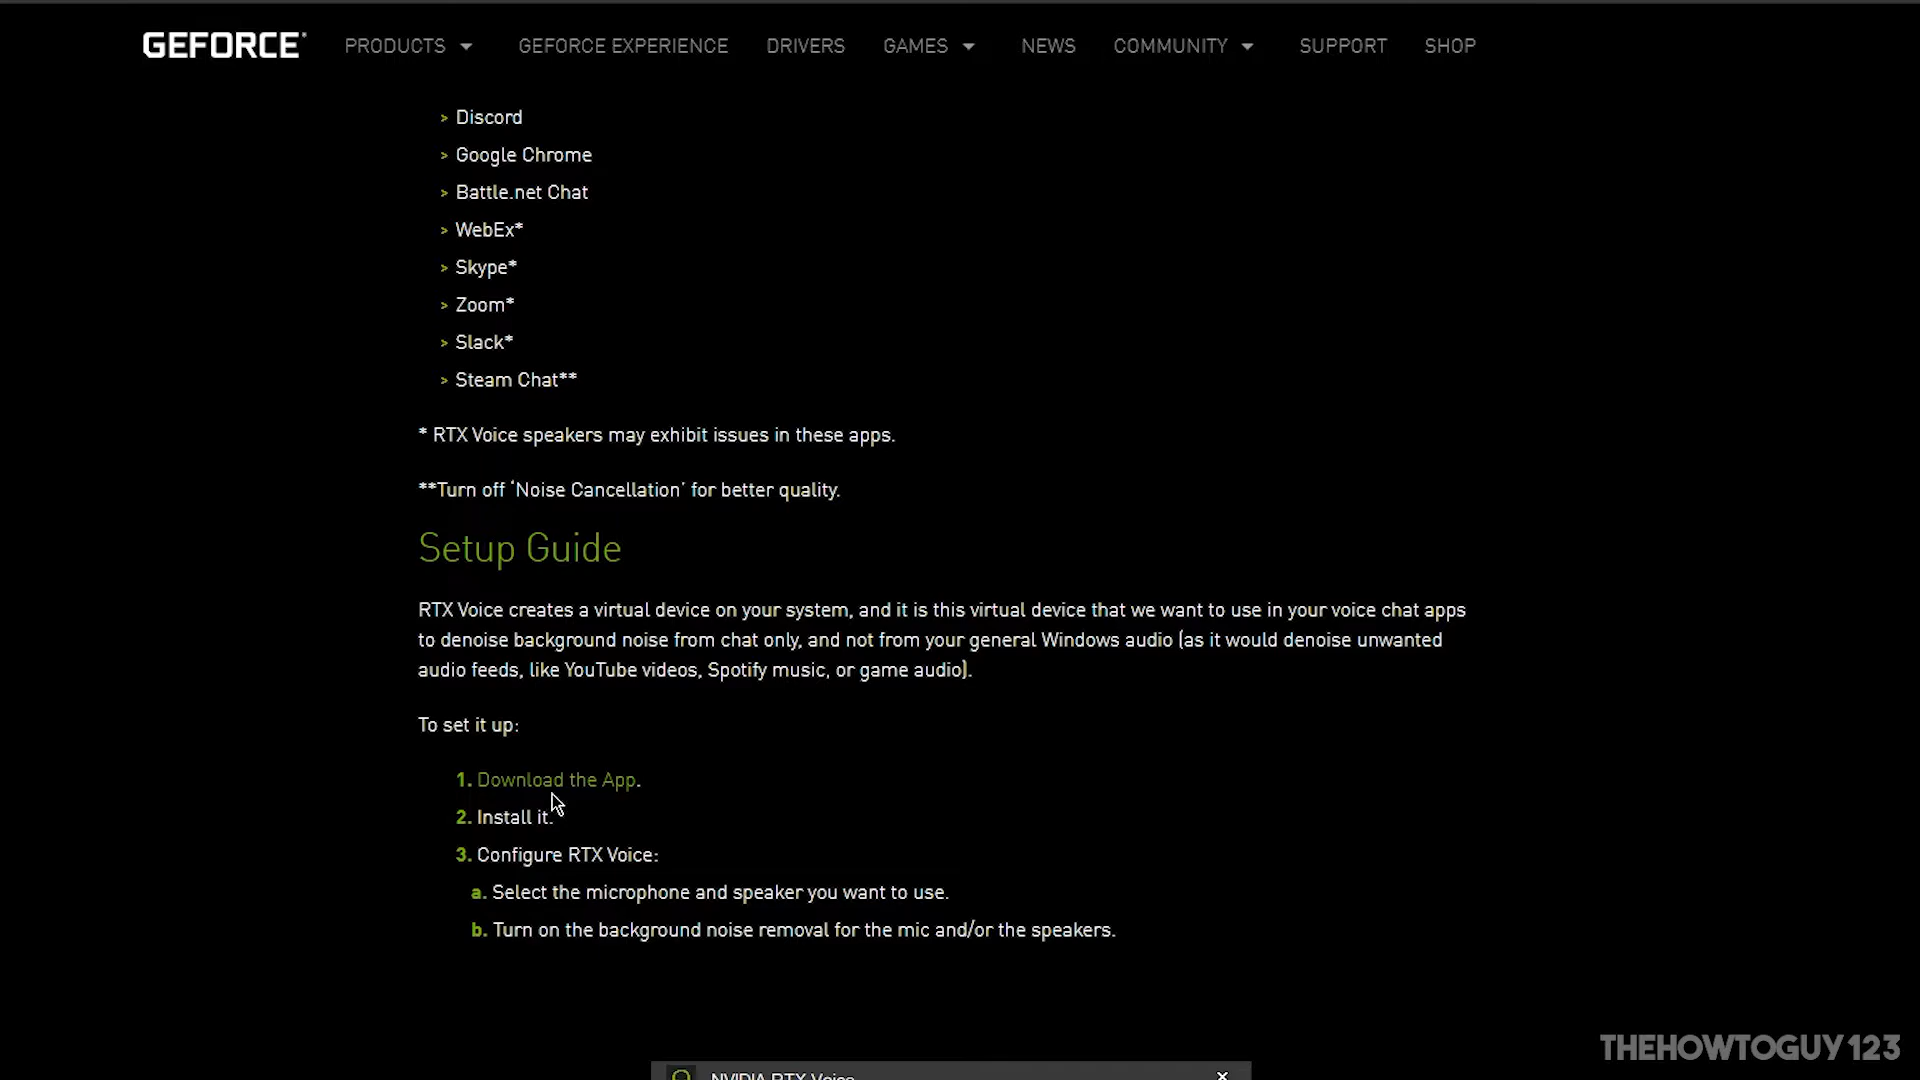 GEFORCE PRODUCTS GEFORCE EXPERIENCE DRIVERS GAMES NEWS COMMUNITY SUPPORT SHOP
> Discord
> Google Chrome
> Battle.net Chat
> WebEx*
> Skype*
> Zoom*
> Slack*
> Steam Chat**
* RTX Voice speakers may exhibit issues in these apps.
**Turn off ‘Noise Cancellation’ for better quality.
Setup Guide
RTX Voice creates a virtual device on your system, and it is this virtual device that we want to use in your voice chat apps
to denoise background noise from chat only, and not from your general Windows audio (as it would denoise unwanted
audio feeds, like YouTube videos, Spotify music, or game audio).
To set it up:
1. Download the App.
2. Install it.
3. Configure RTX Voice:
a. Select the microphone and speaker you want to use.
b. Turn on the background noise removal for the mic and/or the speakers.
THEHOWTOGUY123
NVIDIA RTX Voice